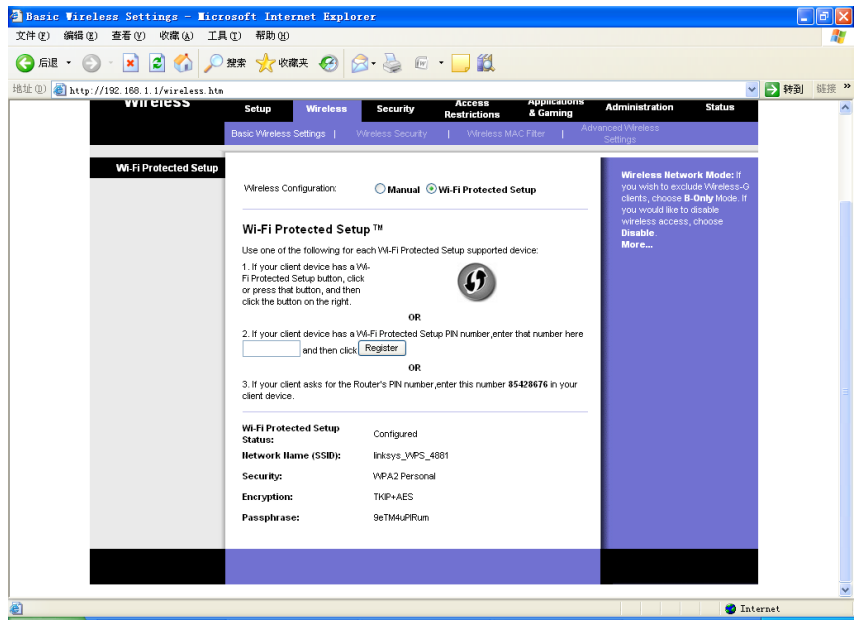 Basic Wireless Settings - Microsoft Internet Explorer
文件(F) 编辑(E) 查看(V) 收藏(A) 工具(T) 帮助(H)
后退 搜索 收藏夹
地址(D) http://192.168.1.1/wireless.htm 转到 链接 »
Wireless
Setup Wireless Security Access Restrictions Applications & Gaming Administration Status
Basic Wireless Settings | Wireless Security | Wireless MAC Filter | Advanced Wireless Settings
Wi-Fi Protected Setup
Wireless Configuration: Manual Wi-Fi Protected Setup
Wi-Fi Protected Setup ™
Use one of the following for each Wi-Fi Protected Setup supported device:
1. If your client device has a Wi-
Fi Protected Setup button, click
or press that button, and then
click the button on the right.
OR
2. If your client device has a Wi-Fi Protected Setup PIN number,enter that number here
and then click Register
OR
3. If your client asks for the Router's PIN number,enter this number 85428676 in your
client device.
Wi-Fi Protected Setup
Status: Configured
Network Name (SSID): linksys_WPS_4881
Security: WPA2 Personal
Encryption: TKIP+AES
Passphrase: 9eTM4uPlRum
Wireless Network Mode: If
you wish to exclude Wireless-G
clients, choose B-Only Mode. If
you would like to disable
wireless access, choose
Disable.
More...
Internet